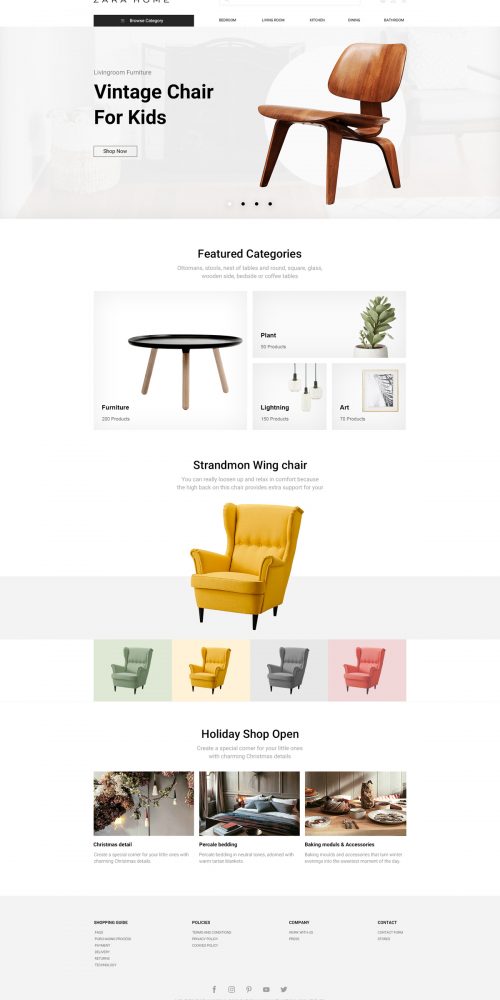 ZARA HOME
Browse Category
BEDROOM
LIVING ROOM
KITCHEN
DINING
BATHROOM
Livingroom Furniture
Vintage Chair
For Kids
Shop Now
Featured Categories
Ottomans, stools, nest of tables and round, square, glass,
wooden side, bedside or coffee tables
Furniture
200 Products
Plant
50 Products
Lightning
150 Products
Art
70 Products
Strandmon Wing chair
You can really loosen up and relax in comfort because
the high back on this chair provides extra support for your
Holiday Shop Open
Create a special corner for your little ones
with charming Christmas details
Christmas detail
Create a special corner for your little ones with
charming Christmas details
Percale bedding
Percale bedding in neutral tones, adorned with
warm tartan blankets
Baking moduls & Accessories
Baking moulds and accessories that turn winter
evenings into the sweetest moment of the day.
SHOPPING GUIDE
FAQS
PURCHASING PROCESS
PAYMENT
DELIVERY
RETURNS
TECHNOLOGY
POLICIES
TERMS AND CONDITIONS
PRIVACY POLICY
COOKIES POLICY
COMPANY
WORK WITH US
PRESS
CONTACT
CONTACT FORM
STORES